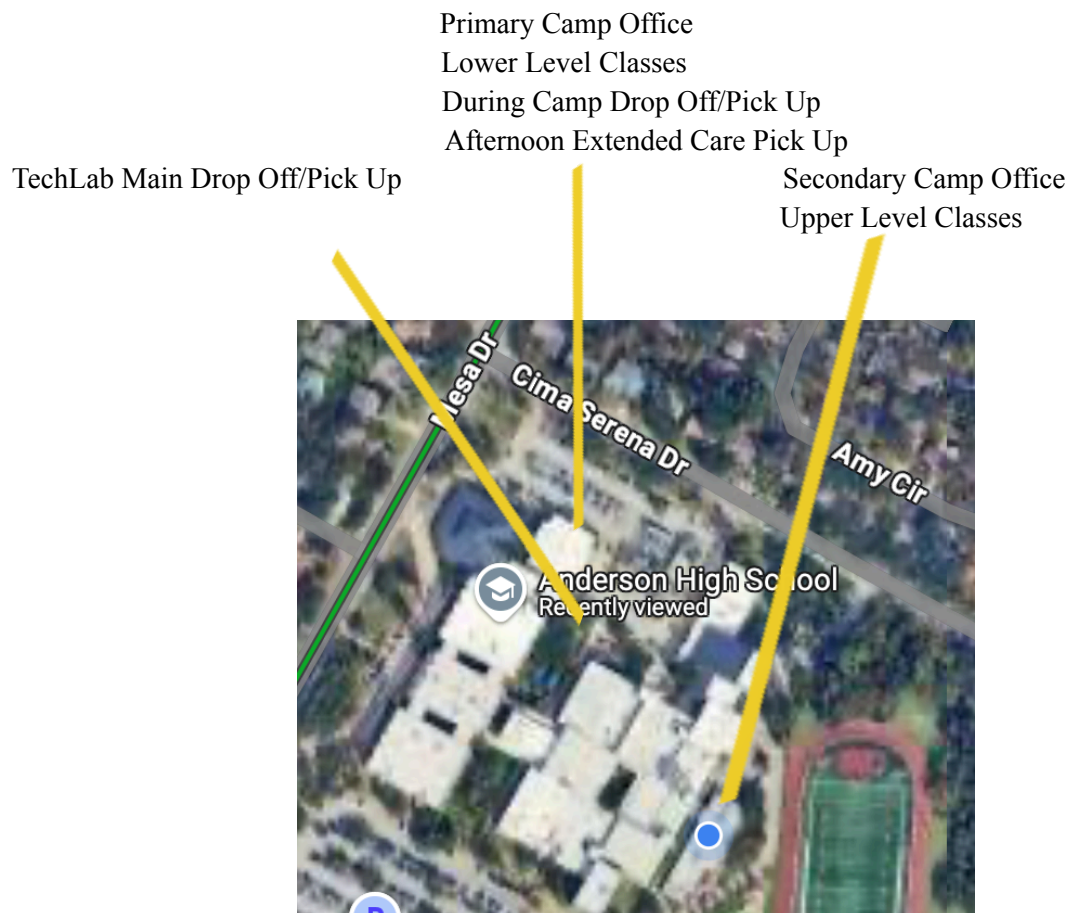 Primary Camp Office
Lower Level Classes
During Camp Drop Off/Pick Up
Afternoon Extended Care Pick Up
TechLab Main Drop Off/Pick Up
Secondary Camp Office
Upper Level Classes
Mesa Dr
Cima Serena Dr
Amy Cir
Anderson High School
Recently viewed
P